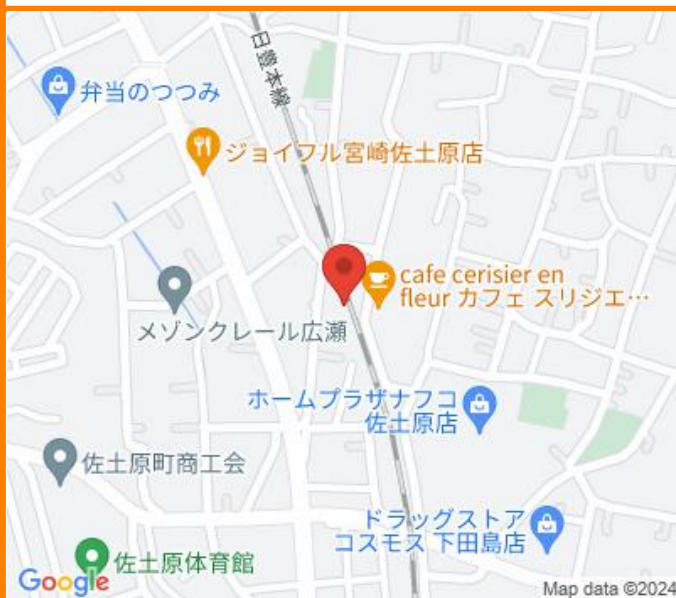 日豊本線
弁当のつつみ
ジョイフル宮崎佐土原店
cafe cerisier en
fleur カフェ スリジエ…
メゾンクレール広瀬
ホームプラザナフコ
佐土原店
佐土原町商工会
ドラッグストア
コスモス 下田島店
佐土原体育館
Google
Map data ©2024